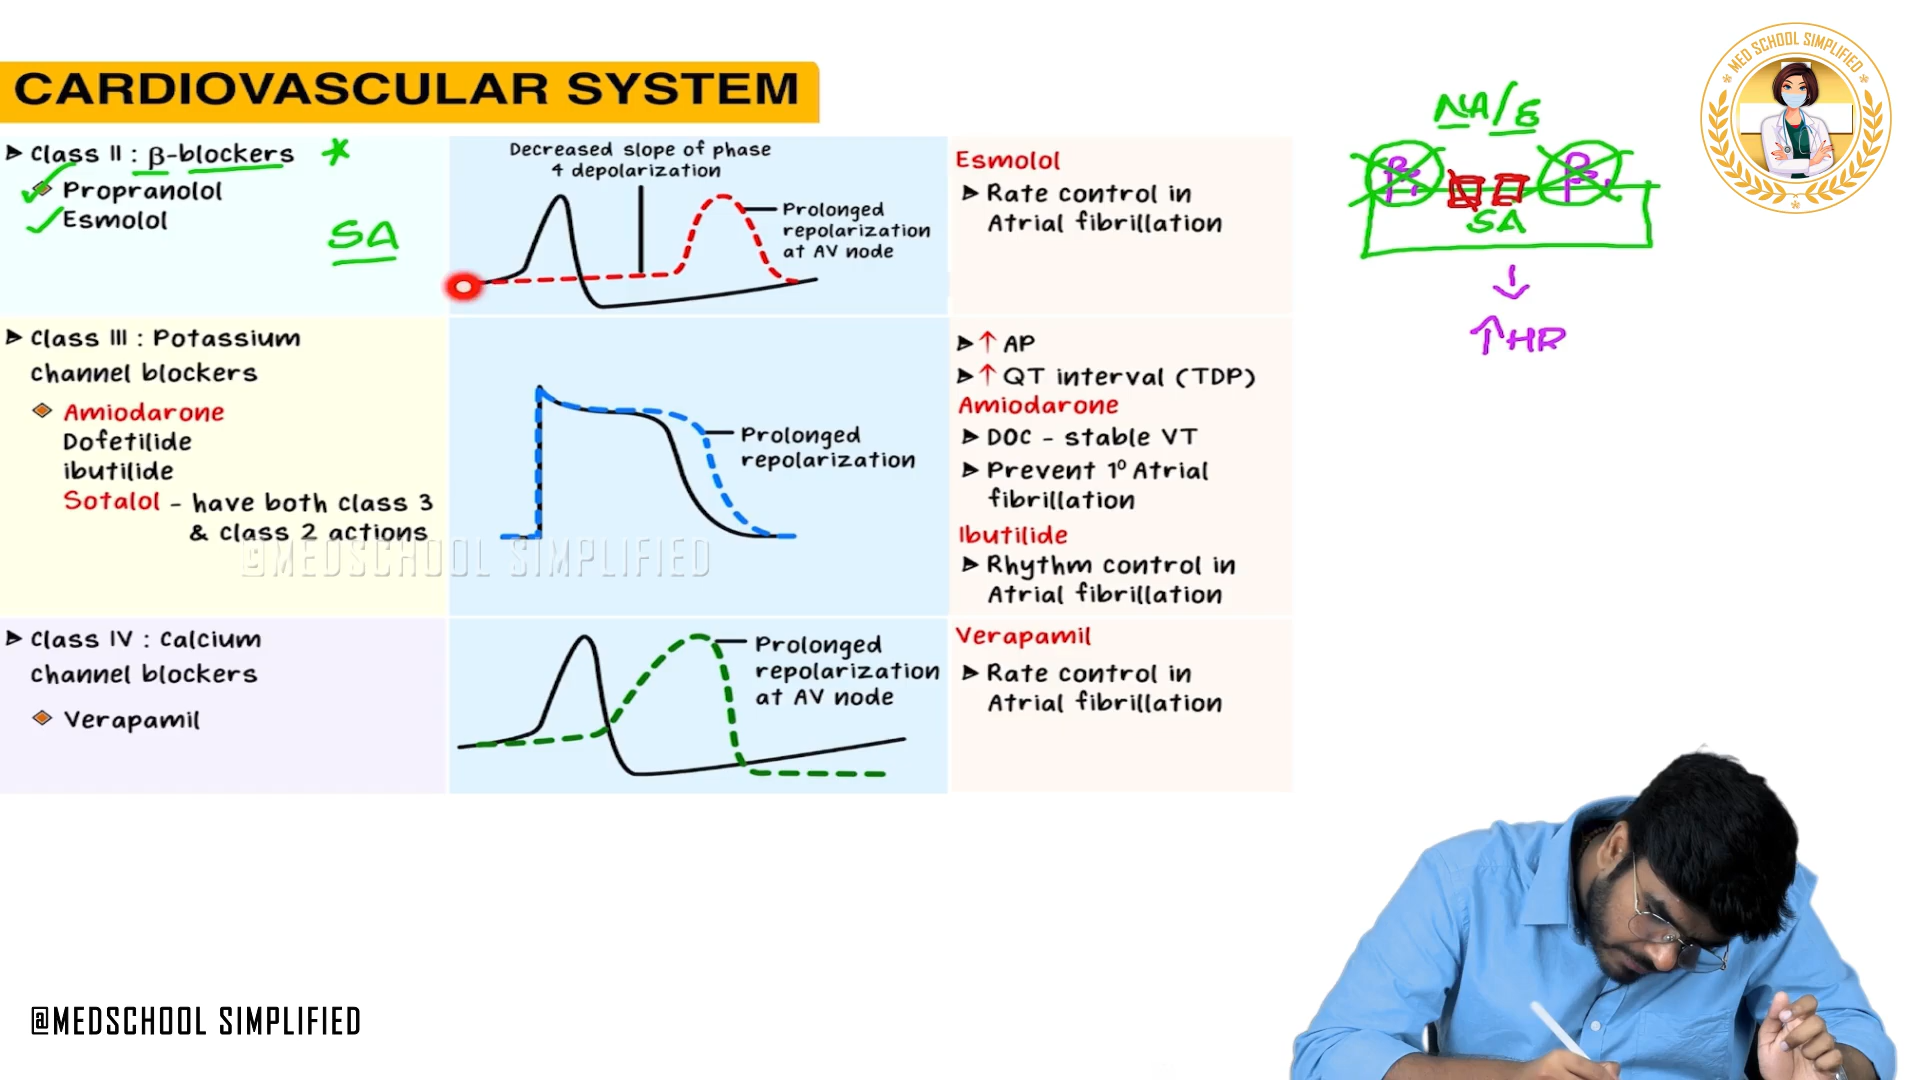 CARDIOVASCULAR SYSTEM
Class II : β-blockers *
Propranolol
Esmolol
SA
Decreased slope of phase
4 depolarization
Prolonged
repolarization
at AV node
Esmolol
Rate control in
Atrial fibrillation
Class III : Potassium
channel blockers
Amiodarone
Dofetilide
ibutilide
Sotalol - have both class 3
& class 2 actions
Prolonged
repolarization
↑ AP
↑ QT interval (TDP)
Amiodarone
DOC - stable VT
Prevent 1⁰ Atrial
fibrillation
Ibutilide
Rhythm control in
Atrial fibrillation
Class IV : Calcium
channel blockers
Verapamil
Prolonged
repolarization
at AV node
Verapamil
Rate control in
Atrial fibrillation
NA/E
β₁ β₁
SA
↓
↑HR
MED SCHOOL SIMPLIFIED
@MEDSCHOOL SIMPLIFIED
@MEDSCHOOL SIMPLIFIED